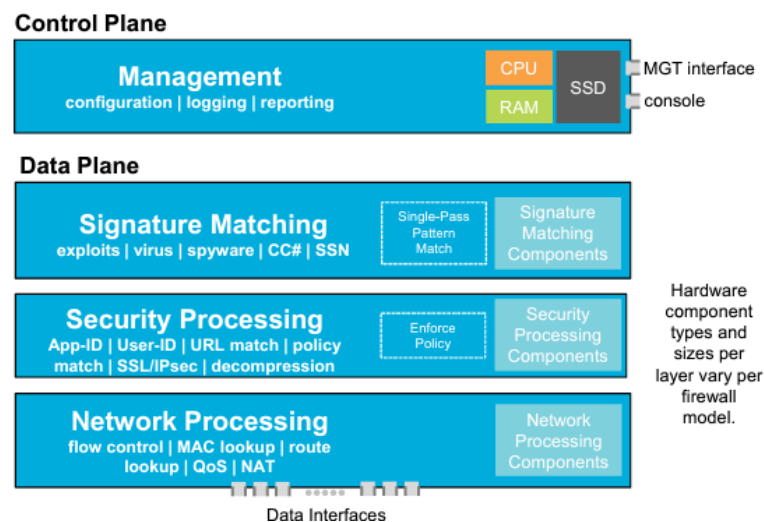 Control Plane
Management
configuration | logging | reporting
CPU
RAM
SSD
MGT interface
console
Data Plane
Signature Matching
exploits | virus | spyware | CC# | SSN
Single-Pass
Pattern
Match
Signature
Matching
Components
Security Processing
App-ID | User-ID | URL match | policy
match | SSL/IPsec | decompression
Enforce
Policy
Security
Processing
Components
Network Processing
flow control | MAC lookup | route
lookup | QoS | NAT
Network
Processing
Components
Data Interfaces
Hardware
component
types and
sizes per
layer vary per
firewall
model.